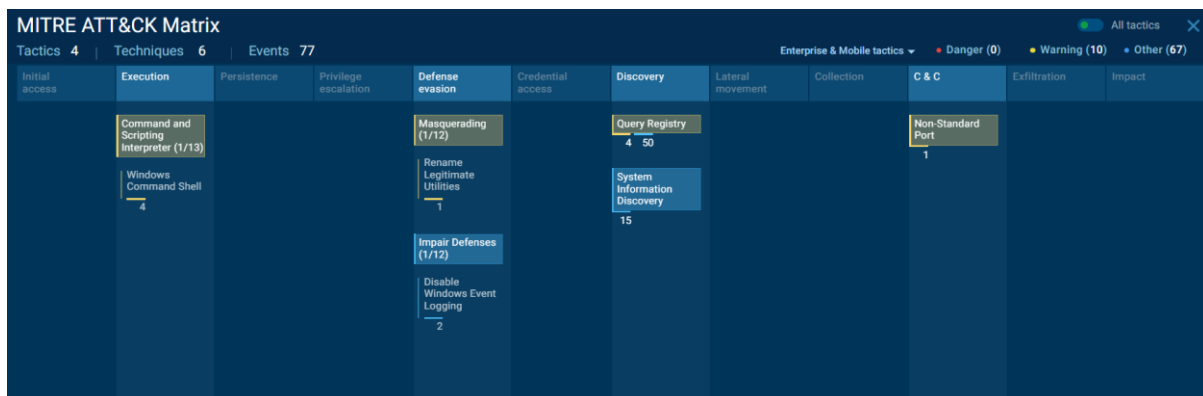 MITRE ATT&CK Matrix
All tactics
Tactics 4 | Techniques 6 | Events 77
Enterprise & Mobile tactics
Danger (0)
Warning (10)
Other (67)
Initial
access
Execution
Persistence
Privilege
escalation
Defense
evasion
Credential
access
Discovery
Lateral
movement
Collection
C & C
Exfiltration
Impact
Command and
Scripting
Interpreter (1/13)
Windows
Command Shell
4
Masquerading
(1/12)
Rename
Legitimate
Utilities
1
Impair Defenses
(1/12)
Disable
Windows Event
Logging
2
Query Registry
4 50
System
Information
Discovery
15
Non-Standard
Port
1